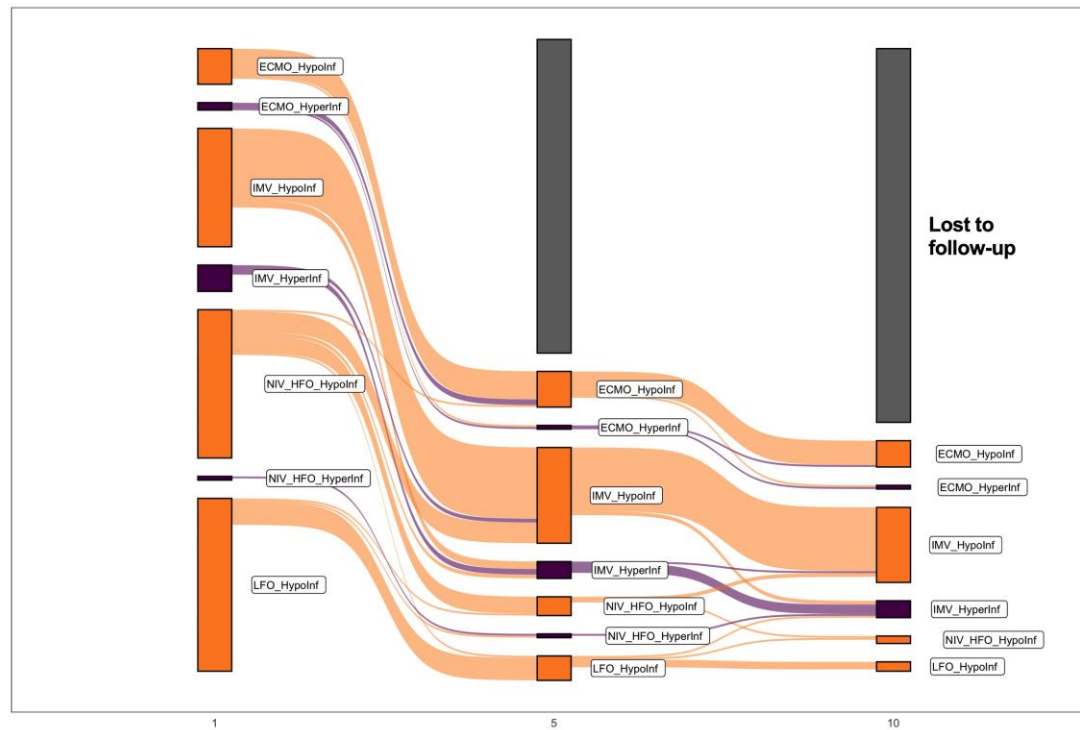 ECMO_HypoInf
ECMO_HyperInf
IMV_HypoInf
IMV_HyperInf
NIV_HFO_HypoInf
NIV_HFO_HyperInf
LFO_HypoInf
ECMO_HypoInf
ECMO_HyperInf
IMV_HypoInf
IMV_HyperInf
NIV_HFO_HypoInf
NIV_HFO_HyperInf
LFO_HypoInf
Lost to
follow-up
ECMO_HypoInf
ECMO_HyperInf
IMV_HypoInf
IMV_HyperInf
NIV_HFO_HypoInf
LFO_HypoInf
1
5
10